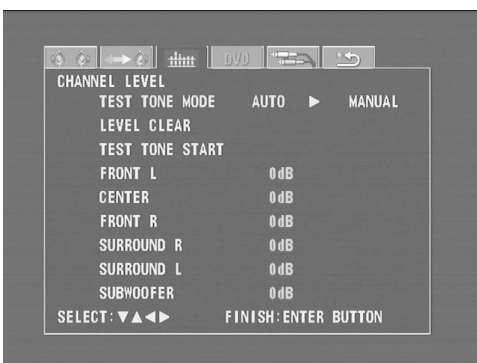 DVD
CHANNEL LEVEL
TEST TONE MODE AUTO ▶ MANUAL
LEVEL CLEAR
TEST TONE START
FRONT L 0dB
CENTER 0dB
FRONT R 0dB
SURROUND R 0dB
SURROUND L 0dB
SUBWOOFER 0dB
SELECT:▼▲◀▶ FINISH:ENTER BUTTON